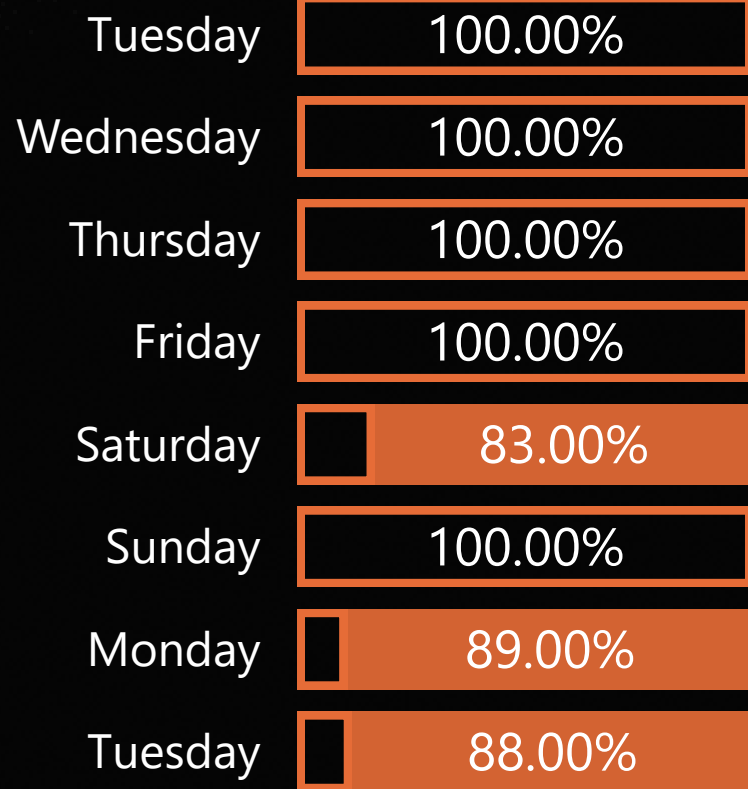 Tuesday 100.00%
Wednesday 100.00%
Thursday 100.00%
Friday 100.00%
Saturday 83.00%
Sunday 100.00%
Monday 89.00%
Tuesday 88.00%